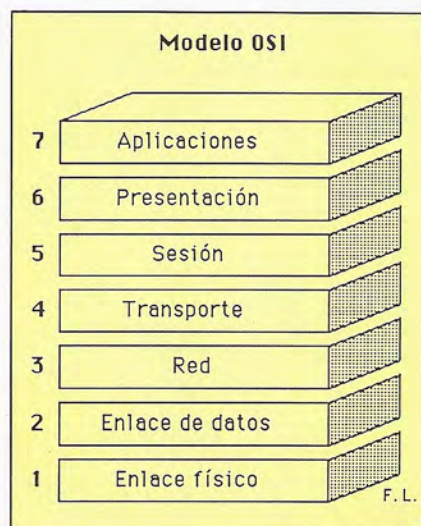 Modelo OSI
7 Aplicaciones
6 Presentación
5 Sesión
4 Transporte
3 Red
2 Enlace de datos
1 Enlace físico
F. L.